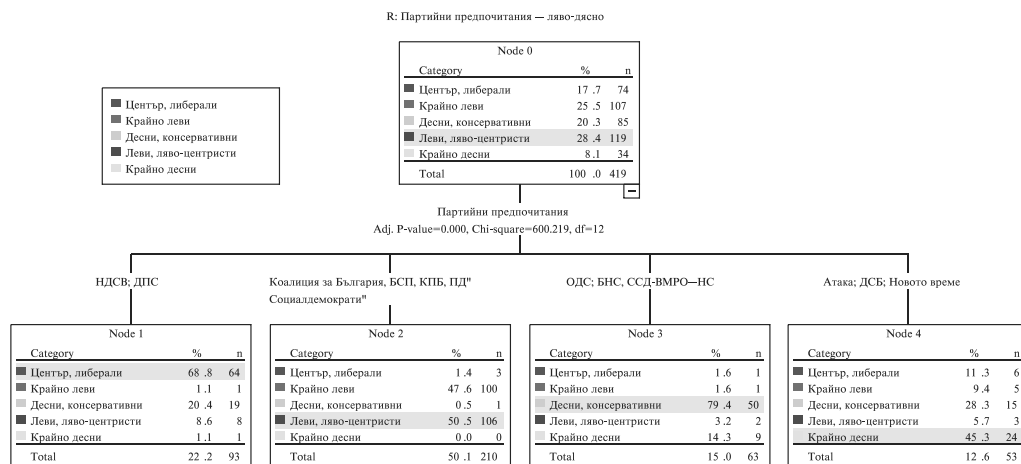 R: Партийни предпочитания — ляво-дясно
Node 0
Category % n
Център, либерали 17 .7 74
Крайно леви 25 .5 107
Десни, консервативни 20 .3 85
Леви, ляво-центристи 28 .4 119
Крайно десни 8 .1 34
Total 100 .0 419
Център, либерали
Крайно леви
Десни, консервативни
Леви, ляво-центристи
Крайно десни
Партийни предпочитания
Adj. P-value=0.000, Chi-square=600.219, df=12
НДСВ; ДПС
Коалиция за България, БСП, КПБ, ПД"
Социалдемократи"
ОДС; БНС, ССД-ВМРО—НС
Атака; ДСБ; Новото време
Node 1
Category % n
Център, либерали 68 .8 64
Крайно леви 1 .1 1
Десни, консервативни 20 .4 19
Леви, ляво-центристи 8 .6 8
Крайно десни 1 .1 1
Total 22 .2 93
Node 2
Category % n
Център, либерали 1 .4 3
Крайно леви 47 .6 100
Десни, консервативни 0 .5 1
Леви, ляво-центристи 50 .5 106
Крайно десни 0 .0 0
Total 50 .1 210
Node 3
Category % n
Център, либерали 1 .6 1
Крайно леви 1 .6 1
Десни, консервативни 79 .4 50
Леви, ляво-центристи 3 .2 2
Крайно десни 14 .3 9
Total 15 .0 63
Node 4
Category % n
Център, либерали 11 .3 6
Крайно леви 9 .4 5
Десни, консервативни 28 .3 15
Леви, ляво-центристи 5 .7 3
Крайно десни 45 .3 24
Total 12 .6 53